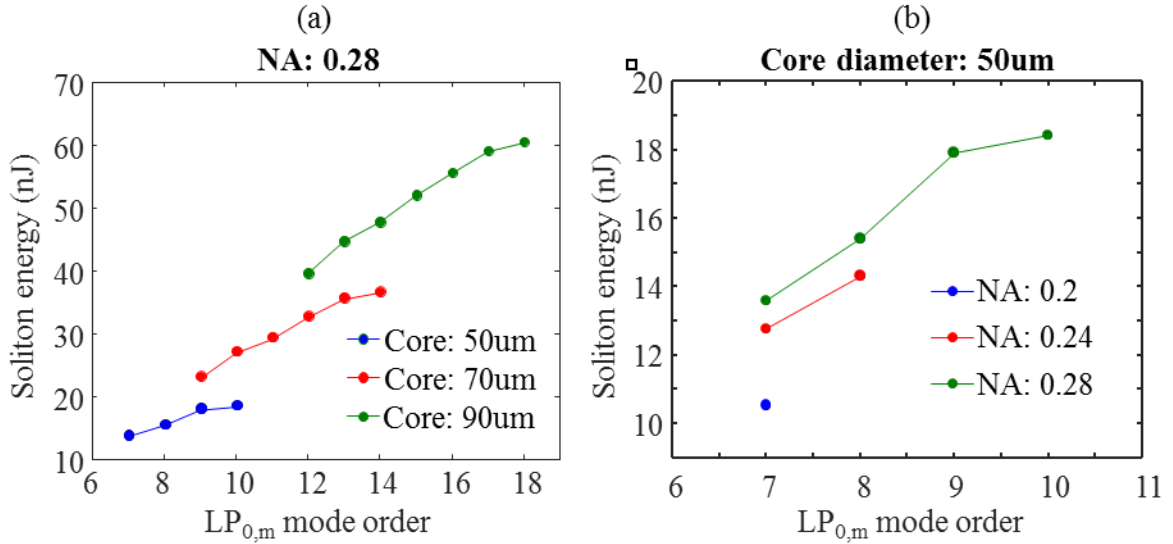 (a)
NA: 0.28
70
60
50
40
30
20
10
Soliton energy (nJ)
Core: 50um
Core: 70um
Core: 90um
6 8 10 12 14 16 18
LP0,m mode order
(b)
Core diameter: 50um
20
18
16
14
12
10
Soliton energy (nJ)
NA: 0.2
NA: 0.24
NA: 0.28
6 7 8 9 10 11
LP0,m mode order